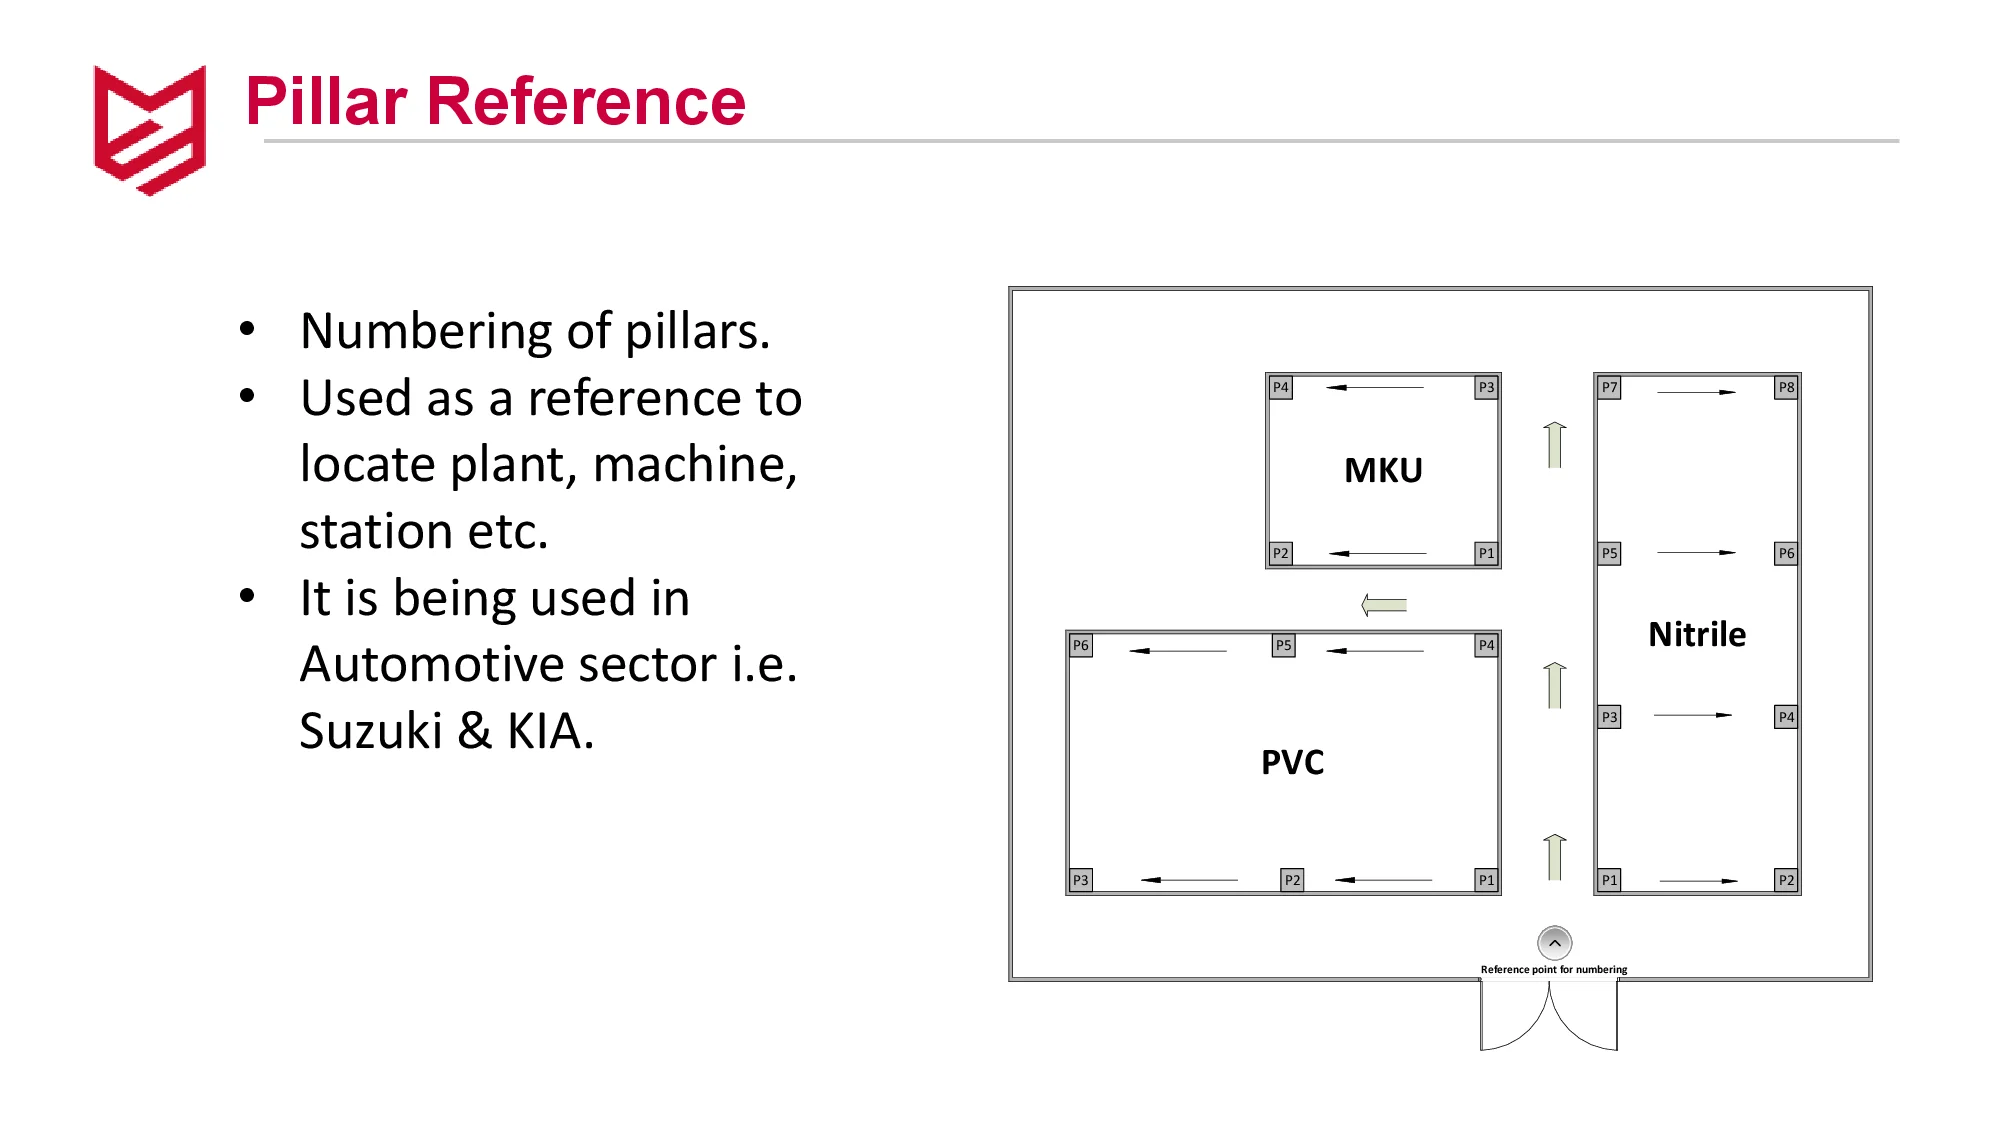 Pillar Reference
• Numbering of pillars.
• Used as a reference to
locate plant, machine,
station etc.
• It is being used in
Automotive sector i.e.
Suzuki & KIA.
P4 P3
MKU
P2 P1
P6 P5 P4
PVC
P3 P2 P1
P7 P8
P5 P6
Nitrile
P3 P4
P1 P2
Reference point for numbering